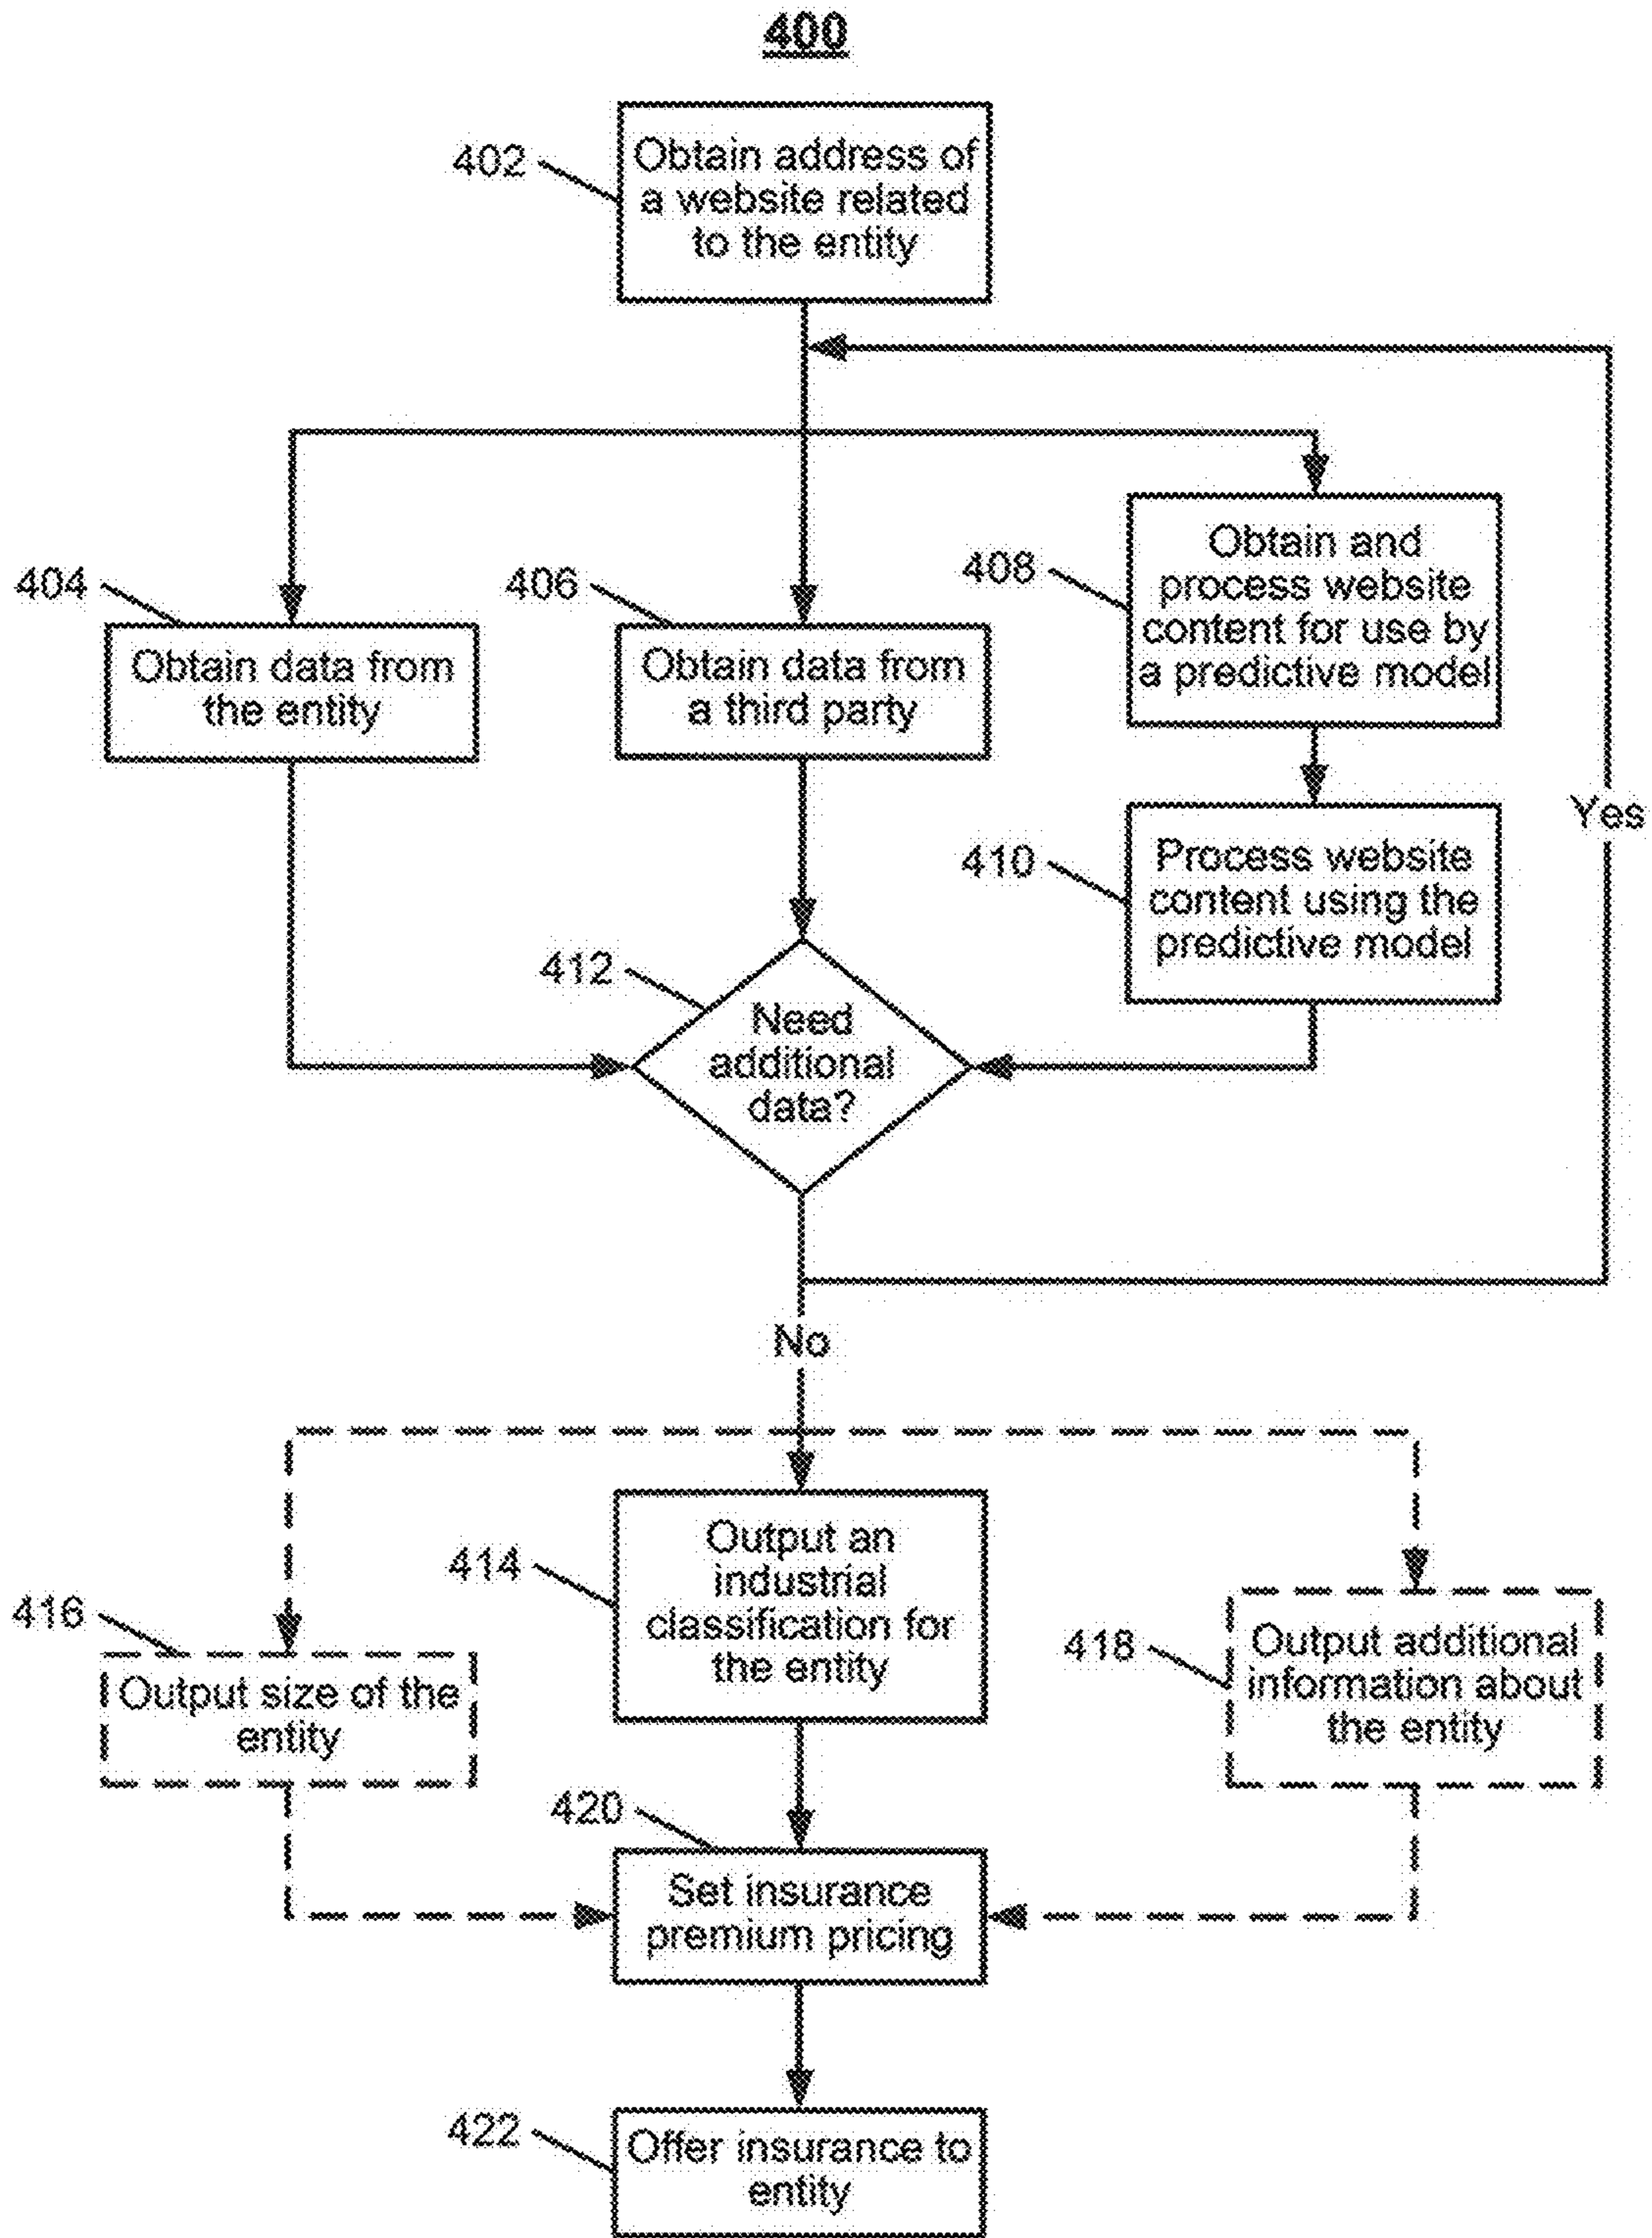 400
402
Obtain address of
a website related
to the entity
404
Obtain data from
the entity
406
Obtain data from
a third party
408
Obtain and
process website
content for use by
a predictive model
410
Process website
content using the
predictive model
Yes
412
Need
additional
data?
No
414
Output an
industrial
classification for
the entity
416
Output size of the
entity
418
Output additional
information about
the entity
420
Set insurance
premium pricing
422
Offer insurance to
entity